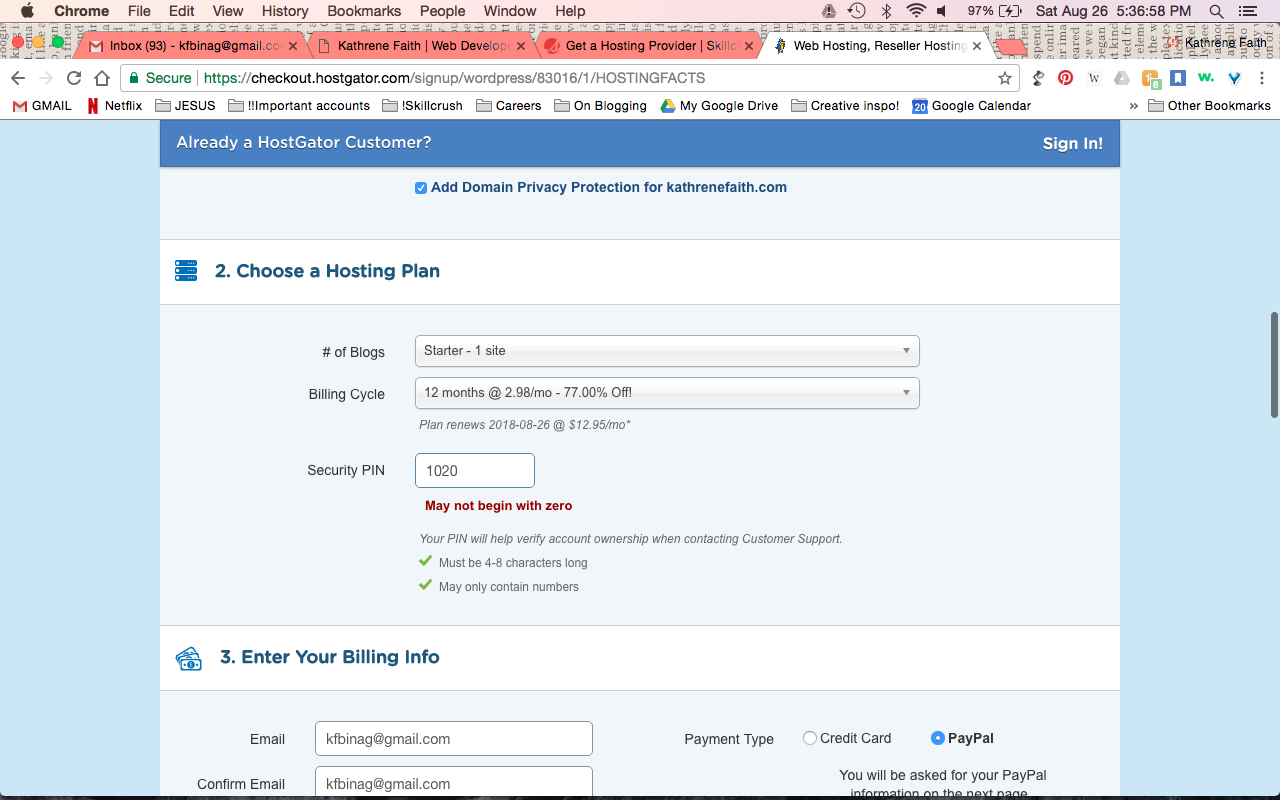 Chrome File Edit View History Bookmarks People Window Help 97% Sat Aug 26 5:36:58 PM
Inbox (93) - kfbinag@gmail.co Kathrene Faith | Web Develope Get a Hosting Provider | Skillc Web Hosting, Reseller Hosting Kathrene Faith
Secure https://checkout.hostgator.com/signup/wordpress/83016/1/HOSTINGFACTS
GMAIL Netflix JESUS !!Important accounts !Skillcrush Careers On Blogging My Google Drive Creative inspo! 20 Google Calendar » Other Bookmarks
Already a HostGator Customer? Sign In!
Add Domain Privacy Protection for kathrenefaith.com
2. Choose a Hosting Plan
# of Blogs Starter - 1 site
Billing Cycle 12 months @ 2.98/mo - 77.00% Off!
Plan renews 2018-08-26 @ $12.95/mo*
Security PIN 1020
May not begin with zero
Your PIN will help verify account ownership when contacting Customer Support.
Must be 4-8 characters long
May only contain numbers
3. Enter Your Billing Info
Email kfbinag@gmail.com Payment Type Credit Card PayPal
Confirm Email kfbinag@gmail.com You will be asked for your PayPal
information on the next page